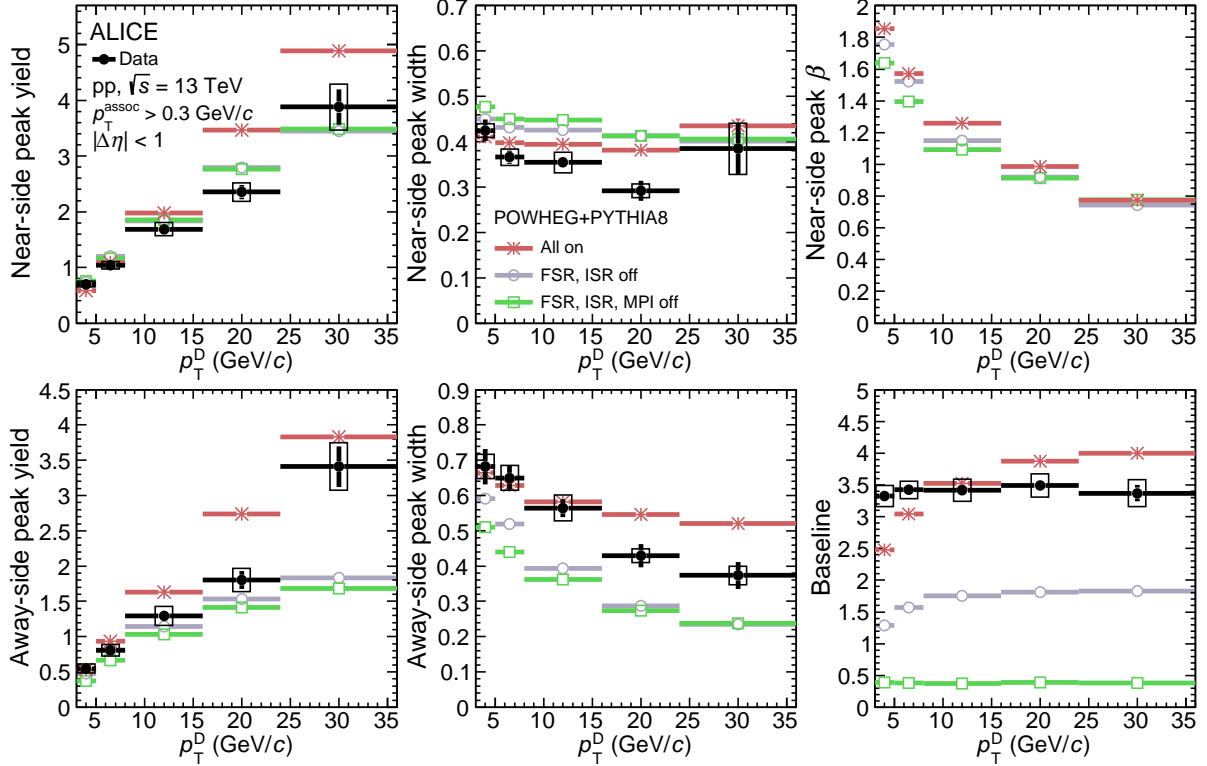 Near-side peak yield
5
4
3
2
1
0
ALICE
Data
pp, √s = 13 TeV
p_T^assoc > 0.3 GeV/c
|Δη| < 1
5 10 15 20 25 30 35
p_T^D (GeV/c)
Near-side peak width
0.6
0.5
0.4
0.3
0.2
0.1
0
POWHEG+PYTHIA8
All on
FSR, ISR off
FSR, ISR, MPI off
5 10 15 20 25 30 35
p_T^D (GeV/c)
Near-side peak β
2
1.8
1.6
1.4
1.2
1
0.8
0.6
0.4
0.2
0
5 10 15 20 25 30 35
p_T^D (GeV/c)
Away-side peak yield
4.5
4
3.5
3
2.5
2
1.5
1
0.5
0
5 10 15 20 25 30 35
p_T^D (GeV/c)
Away-side peak width
0.9
0.8
0.7
0.6
0.5
0.4
0.3
0.2
0.1
0
5 10 15 20 25 30 35
p_T^D (GeV/c)
Baseline
5
4.5
4
3.5
3
2.5
2
1.5
1
0.5
0
5 10 15 20 25 30 35
p_T^D (GeV/c)